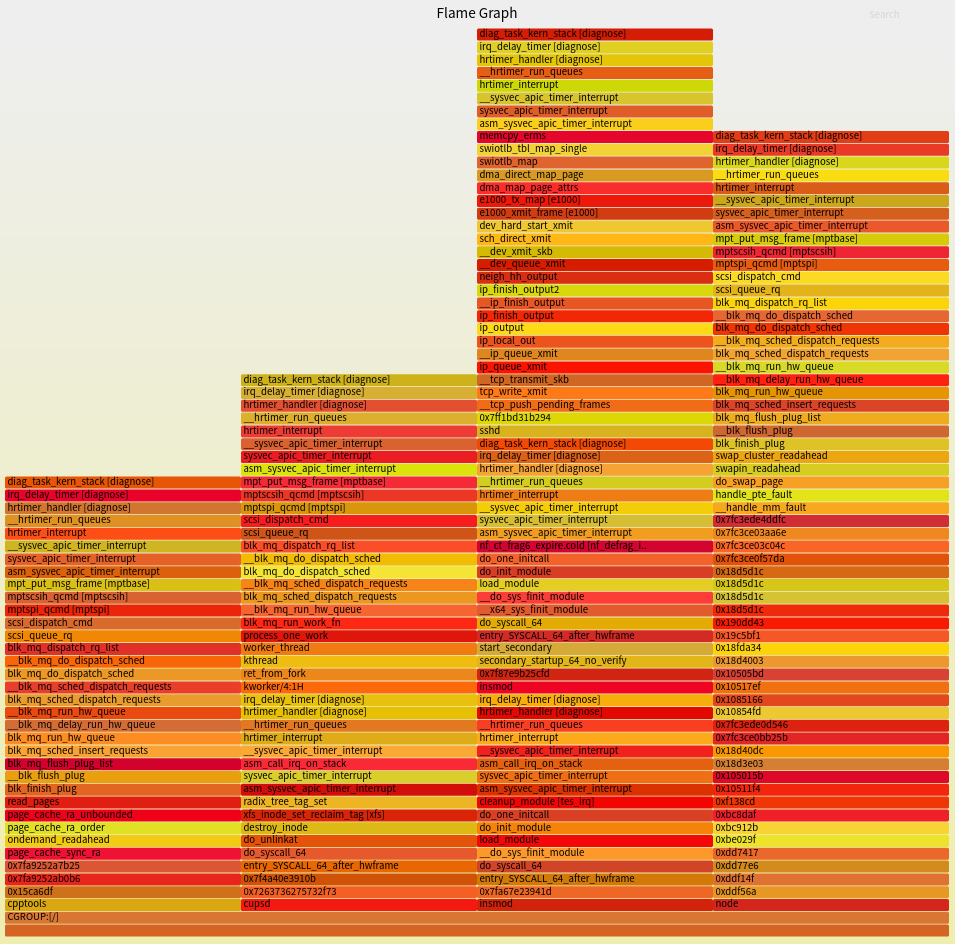 Flame Graph
Search
diag_task_kern_stack [diagnose]
irq_delay_timer [diagnose]
hrtimer_handler [diagnose]
__hrtimer_run_queues
hrtimer_interrupt
__sysvec_apic_timer_interrupt
sysvec_apic_timer_interrupt
asm_sysvec_apic_timer_interrupt
mpt_put_msg_frame [mptbase]
mptscsih_qcmd [mptscsih]
mptspi_qcmd [mptspi]
scsi_dispatch_cmd
scsi_queue_rq
blk_mq_dispatch_rq_list
__blk_mq_do_dispatch_sched
blk_mq_do_dispatch_sched
__blk_mq_sched_dispatch_requests
blk_mq_sched_dispatch_requests
__blk_mq_run_hw_queue
__blk_mq_delay_run_hw_queue
blk_mq_run_hw_queue
blk_mq_sched_insert_requests
blk_mq_flush_plug_list
__blk_flush_plug
blk_finish_plug
read_pages
page_cache_ra_unbounded
page_cache_ra_order
ondemand_readahead
page_cache_sync_ra
0x7fa9252a7b25
0x7fa9252ab0b6
0x15ca6df
cpptools
diag_task_kern_stack [diagnose]
irq_delay_timer [diagnose]
hrtimer_handler [diagnose]
__hrtimer_run_queues
hrtimer_interrupt
__sysvec_apic_timer_interrupt
sysvec_apic_timer_interrupt
asm_sysvec_apic_timer_interrupt
mpt_put_msg_frame [mptbase]
mptscsih_qcmd [mptscsih]
mptspi_qcmd [mptspi]
scsi_dispatch_cmd
scsi_queue_rq
blk_mq_dispatch_rq_list
__blk_mq_do_dispatch_sched
blk_mq_do_dispatch_sched
__blk_mq_sched_dispatch_requests
blk_mq_sched_dispatch_requests
__blk_mq_run_hw_queue
blk_mq_run_work_fn
process_one_work
worker_thread
kthread
ret_from_fork
kworker/4:1H
irq_delay_timer [diagnose]
hrtimer_handler [diagnose]
__hrtimer_run_queues
hrtimer_interrupt
__sysvec_apic_timer_interrupt
asm_call_irq_on_stack
sysvec_apic_timer_interrupt
asm_sysvec_apic_timer_interrupt
radix_tree_tag_set
xfs_inode_set_reclaim_tag [xfs]
destroy_inode
do_unlinkat
do_syscall_64
entry_SYSCALL_64_after_hwframe
0x7f4a40e3910b
0x7263736275732f73
cupsd
diag_task_kern_stack [diagnose]
irq_delay_timer [diagnose]
hrtimer_handler [diagnose]
__hrtimer_run_queues
hrtimer_interrupt
__sysvec_apic_timer_interrupt
sysvec_apic_timer_interrupt
asm_sysvec_apic_timer_interrupt
memcpy_erms
swiotlb_tbl_map_single
swiotlb_map
dma_direct_map_page
dma_map_page_attrs
e1000_tx_map [e1000]
e1000_xmit_frame [e1000]
dev_hard_start_xmit
sch_direct_xmit
__dev_xmit_skb
__dev_queue_xmit
neigh_hh_output
ip_finish_output2
__ip_finish_output
ip_finish_output
ip_output
ip_local_out
__ip_queue_xmit
ip_queue_xmit
__tcp_transmit_skb
tcp_write_xmit
__tcp_push_pending_frames
0x7ff1bd31b294
sshd
diag_task_kern_stack [diagnose]
irq_delay_timer [diagnose]
hrtimer_handler [diagnose]
__hrtimer_run_queues
hrtimer_interrupt
__sysvec_apic_timer_interrupt
sysvec_apic_timer_interrupt
asm_sysvec_apic_timer_interrupt
nf_ct_frag6_expire.cold [nf_defrag_i..
do_one_initcall
do_init_module
load_module
__do_sys_finit_module
__x64_sys_finit_module
do_syscall_64
entry_SYSCALL_64_after_hwframe
start_secondary
secondary_startup_64_no_verify
0x7f87e9b25cfd
insmod
irq_delay_timer [diagnose]
hrtimer_handler [diagnose]
__hrtimer_run_queues
hrtimer_interrupt
__sysvec_apic_timer_interrupt
asm_call_irq_on_stack
sysvec_apic_timer_interrupt
asm_sysvec_apic_timer_interrupt
cleanup_module [tes_irq]
do_one_initcall
do_init_module
load_module
__do_sys_finit_module
do_syscall_64
entry_SYSCALL_64_after_hwframe
0x7fa67e23941d
insmod
diag_task_kern_stack [diagnose]
irq_delay_timer [diagnose]
hrtimer_handler [diagnose]
__hrtimer_run_queues
hrtimer_interrupt
__sysvec_apic_timer_interrupt
sysvec_apic_timer_interrupt
asm_sysvec_apic_timer_interrupt
mpt_put_msg_frame [mptbase]
mptscsih_qcmd [mptscsih]
mptspi_qcmd [mptspi]
scsi_dispatch_cmd
scsi_queue_rq
blk_mq_dispatch_rq_list
__blk_mq_do_dispatch_sched
blk_mq_do_dispatch_sched
__blk_mq_sched_dispatch_requests
blk_mq_sched_dispatch_requests
__blk_mq_run_hw_queue
__blk_mq_delay_run_hw_queue
blk_mq_run_hw_queue
blk_mq_sched_insert_requests
blk_mq_flush_plug_list
__blk_flush_plug
blk_finish_plug
swap_cluster_readahead
swapin_readahead
do_swap_page
handle_pte_fault
__handle_mm_fault
0x7fc3ede4ddfc
0x7fc3ce03aa6e
0x7fc3ce03c04c
0x7fc3ce0f57da
0x18d5d1c
0x18d5d1c
0x18d5d1c
0x18d5d1c
0x190dd43
0x19c5bf1
0x18fda34
0x18d4003
0x10505bd
0x10517ef
0x1085166
0x10854fd
0x7fc3ede0d546
0x7fc3ce0bb25b
0x18d40dc
0x18d3e03
0x105015b
0x10511f4
0xf138cd
0xbc8daf
0xbc912b
0xbe029f
0xdd7417
0xdd77e6
0xddf14f
0xddf56a
node
CGROUP:[/]